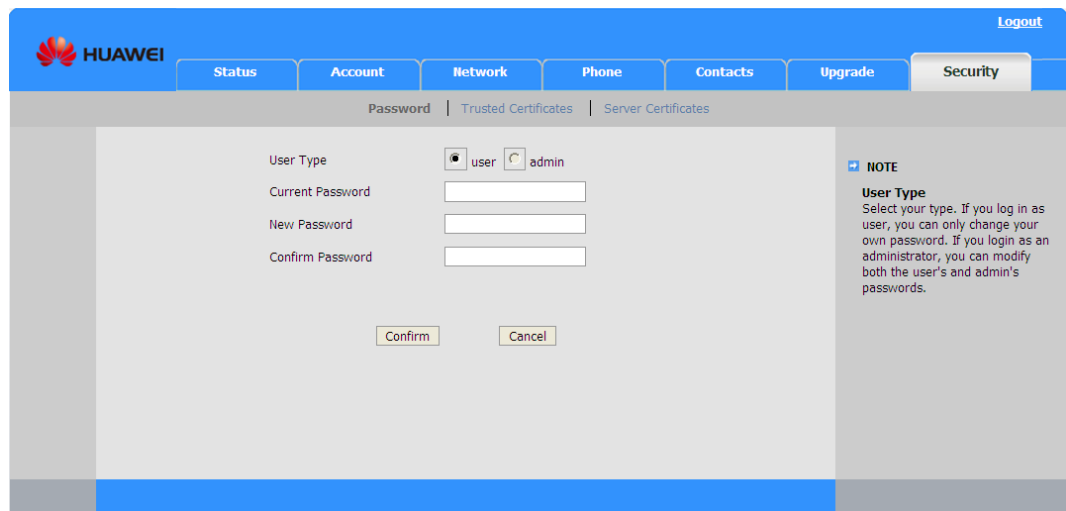 Logout
HUAWEI
Status Account Network Phone Contacts Upgrade Security
Password | Trusted Certificates | Server Certificates
User Type user admin
Current Password
New Password
Confirm Password
Confirm Cancel
NOTE
User Type
Select your type. If you log in as
user, you can only change your
own password. If you login as an
administrator, you can modify
both the user's and admin's
passwords.